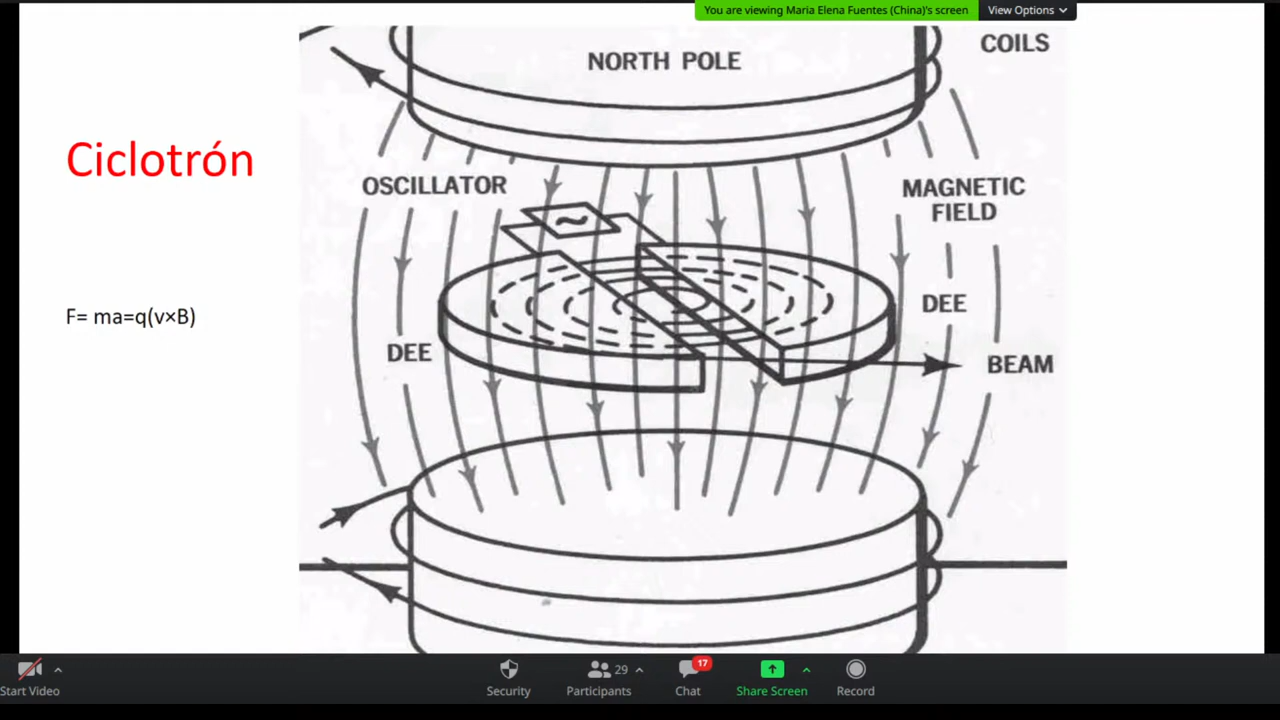 You are viewing Maria Elena Fuentes (China)'s screen
View Options
COILS
NORTH POLE
Ciclotrón
OSCILLATOR
MAGNETIC
FIELD
~
DEE
F= ma=q(v×B)
DEE
BEAM
Start Video
Security
29
Participants
17
Chat
Share Screen
Record